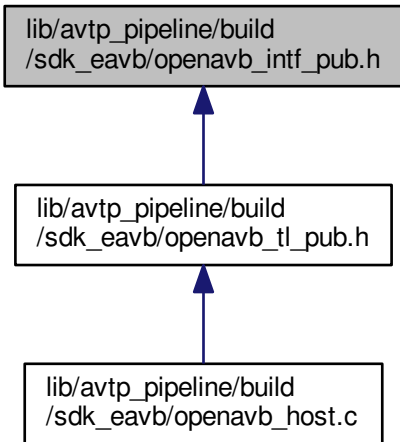 lib/avtp_pipeline/build
/sdk_eavb/openavb_intf_pub.h
lib/avtp_pipeline/build
/sdk_eavb/openavb_tl_pub.h
lib/avtp_pipeline/build
/sdk_eavb/openavb_host.c